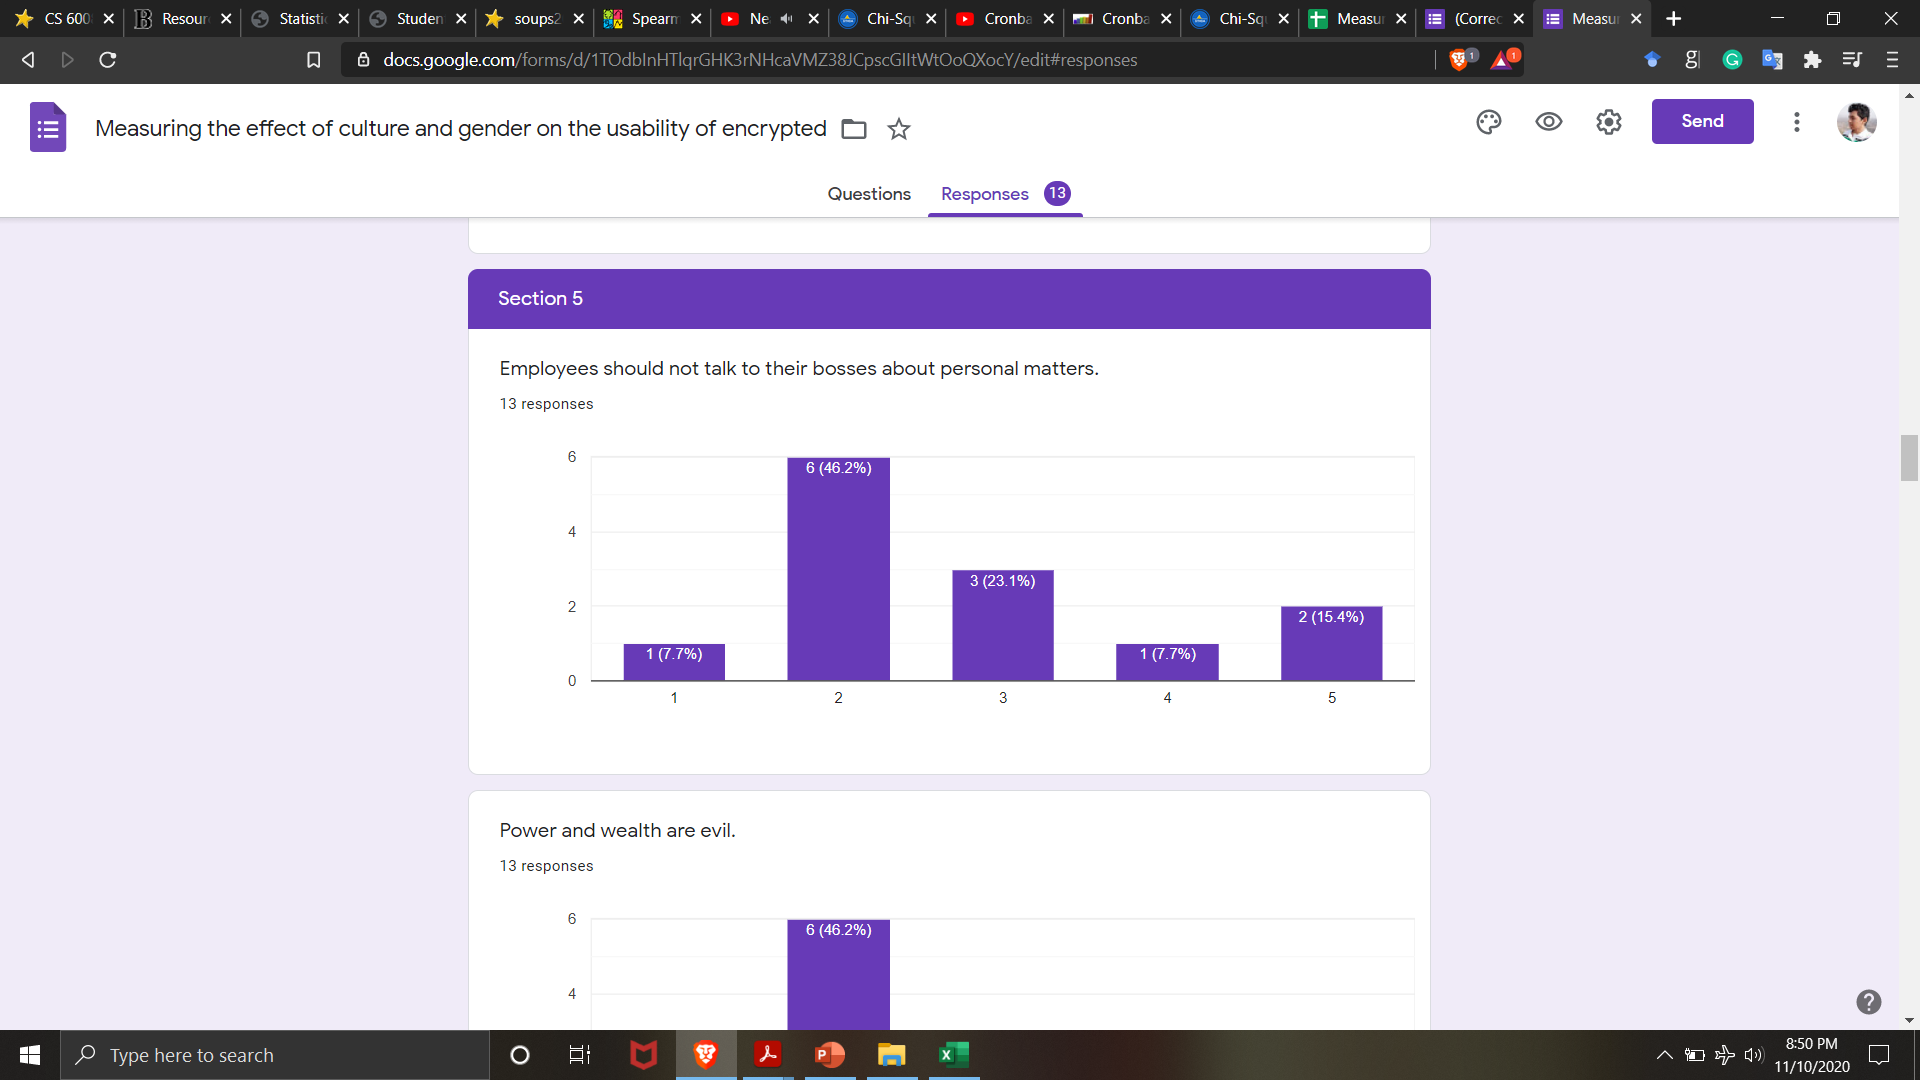 CS 600
Resour
Statisti
Studen
soups2
Spearm
Ne
Chi-Sq
Cronba
Cronba
Chi-Sq
Measu
(Correc
Measu
docs.google.com/forms/d/1TOdbInHTlqrGHK3rNHcaVMZ38JCpscGIItWtOoQXocY/edit#responses
1
1
Measuring the effect of culture and gender on the usability of encrypted
Send
Questions
Responses 13
Section 5
Employees should not talk to their bosses about personal matters.
13 responses
6
4
2
0
1 (7.7%)
6 (46.2%)
3 (23.1%)
1 (7.7%)
2 (15.4%)
1 2 3 4 5
Power and wealth are evil.
13 responses
6
4
6 (46.2%)
Type here to search
8:50 PM
11/10/2020